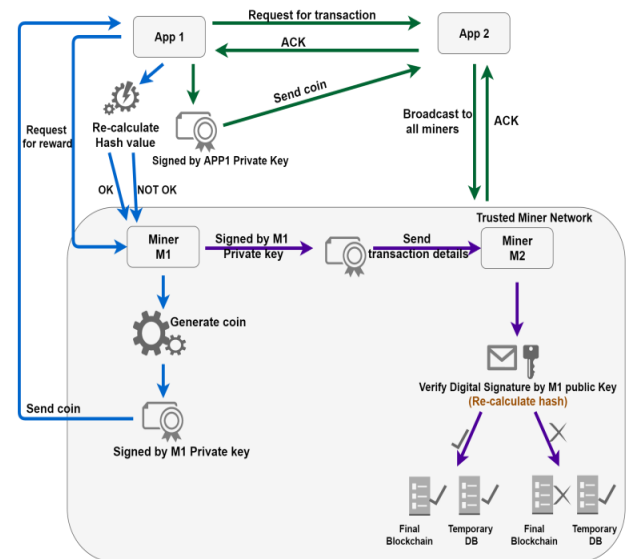 Request for transaction
App 1
App 2
ACK
Send coin
Re-calculate
Hash value
Signed by APP1 Private Key
Request
for reward
Broadcast to
all miners
ACK
OK
NOT OK
Trusted Miner Network
Miner
M1
Signed by M1
Private key
Send
transaction details
Miner
M2
Generate coin
Verify Digital Signature by M1 public Key
(Re-calculate hash)
Send coin
Signed by M1 Private key
Final
Blockchain
Temporary
DB
Final
Blockchain
Temporary
DB